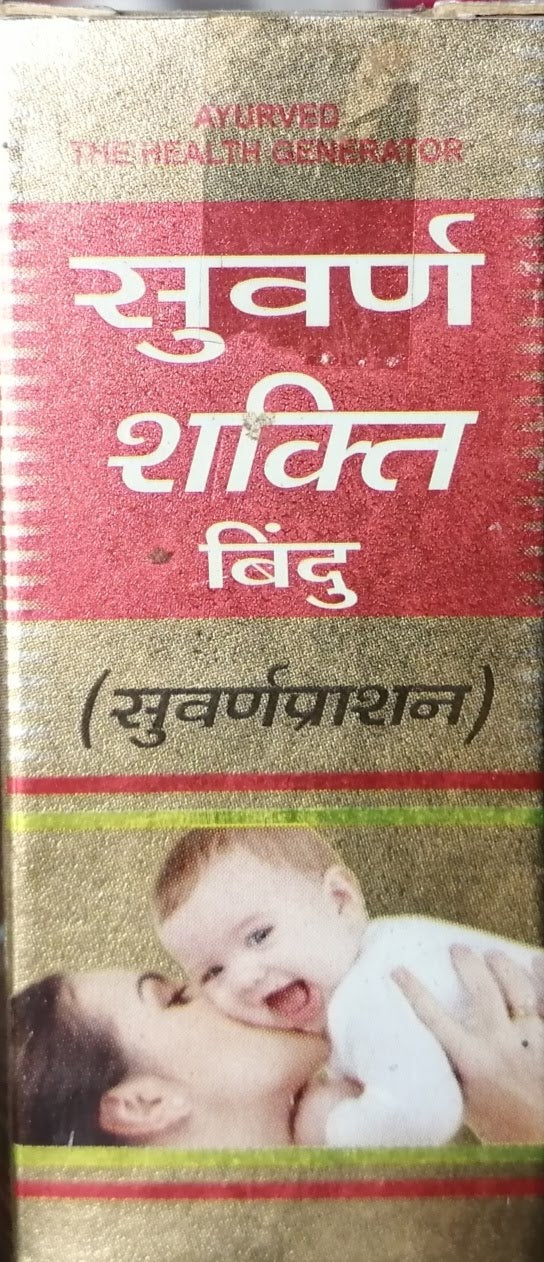 AYURVED
THE HEALTH GENERATOR
सुवर्ण
शक्ति
बिंदु
(सुवर्णप्राशन)